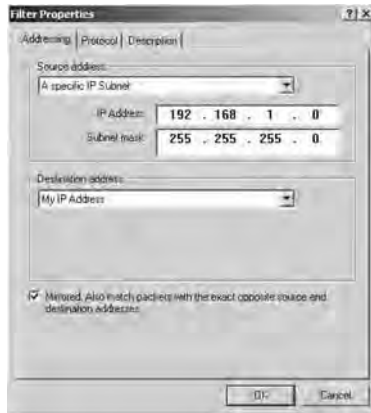 Filter Properties
Addressing Protocol Description
Source address:
A specific IP Subnet
IP Address: 192 . 168 . 1 . 0
Subnet mask: 255 . 255 . 255 . 0
Destination address:
My IP Address
Mirrored. Also match packets with the exact opposite source and
destination addresses.
OK Cancel